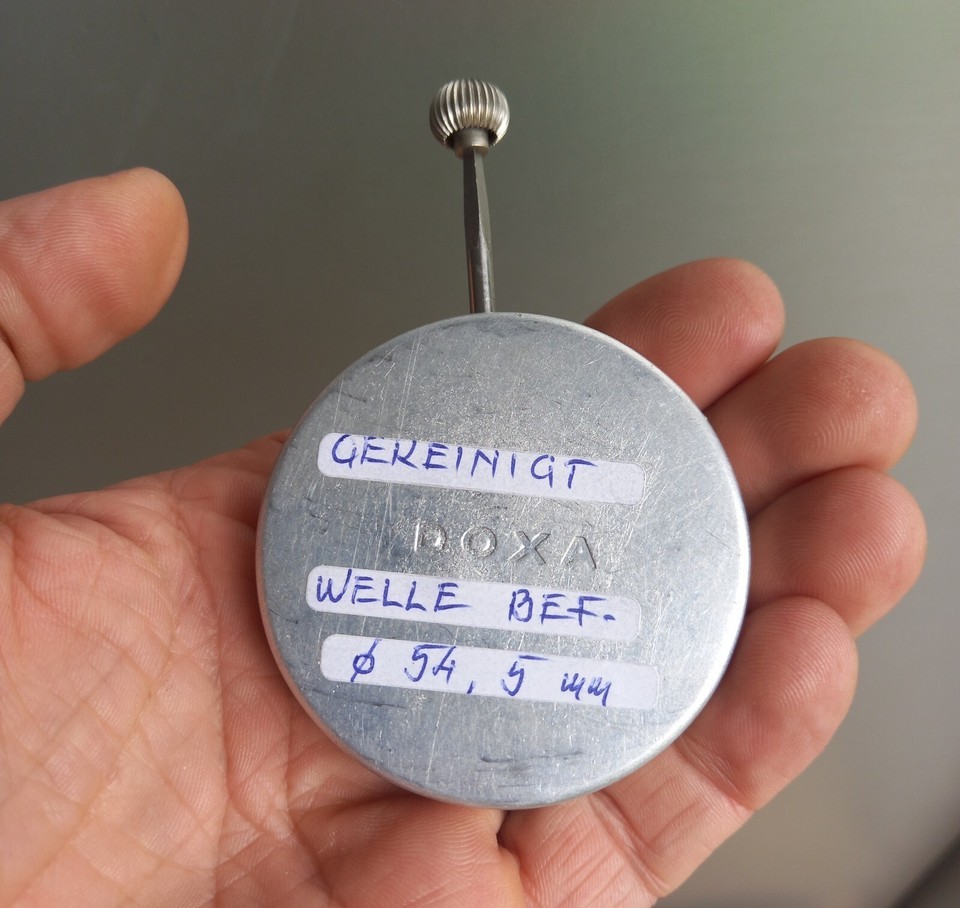 GEREINIGT
DOXA
WELLE BEF.
ø 54,5 mm